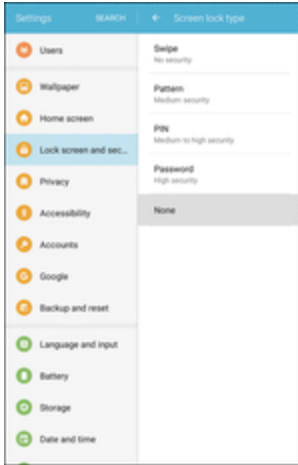 Settings
SEARCH
Screen lock type
Users
Wallpaper
Home screen
Lock screen and sec...
Privacy
Accessibility
Accounts
Google
Backup and reset
Language and input
Battery
Storage
Date and time
Swipe
No security
Pattern
Medium security
PIN
Medium to high security
Password
High security
None